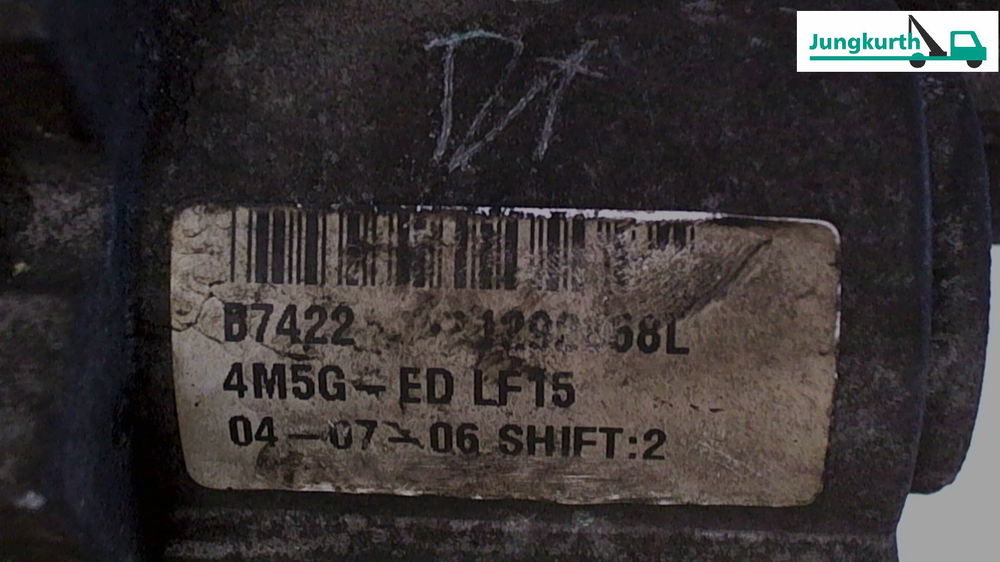 Jungkurth
B7422
4M5G-ED LF15
04-07-06 SHIFT:2